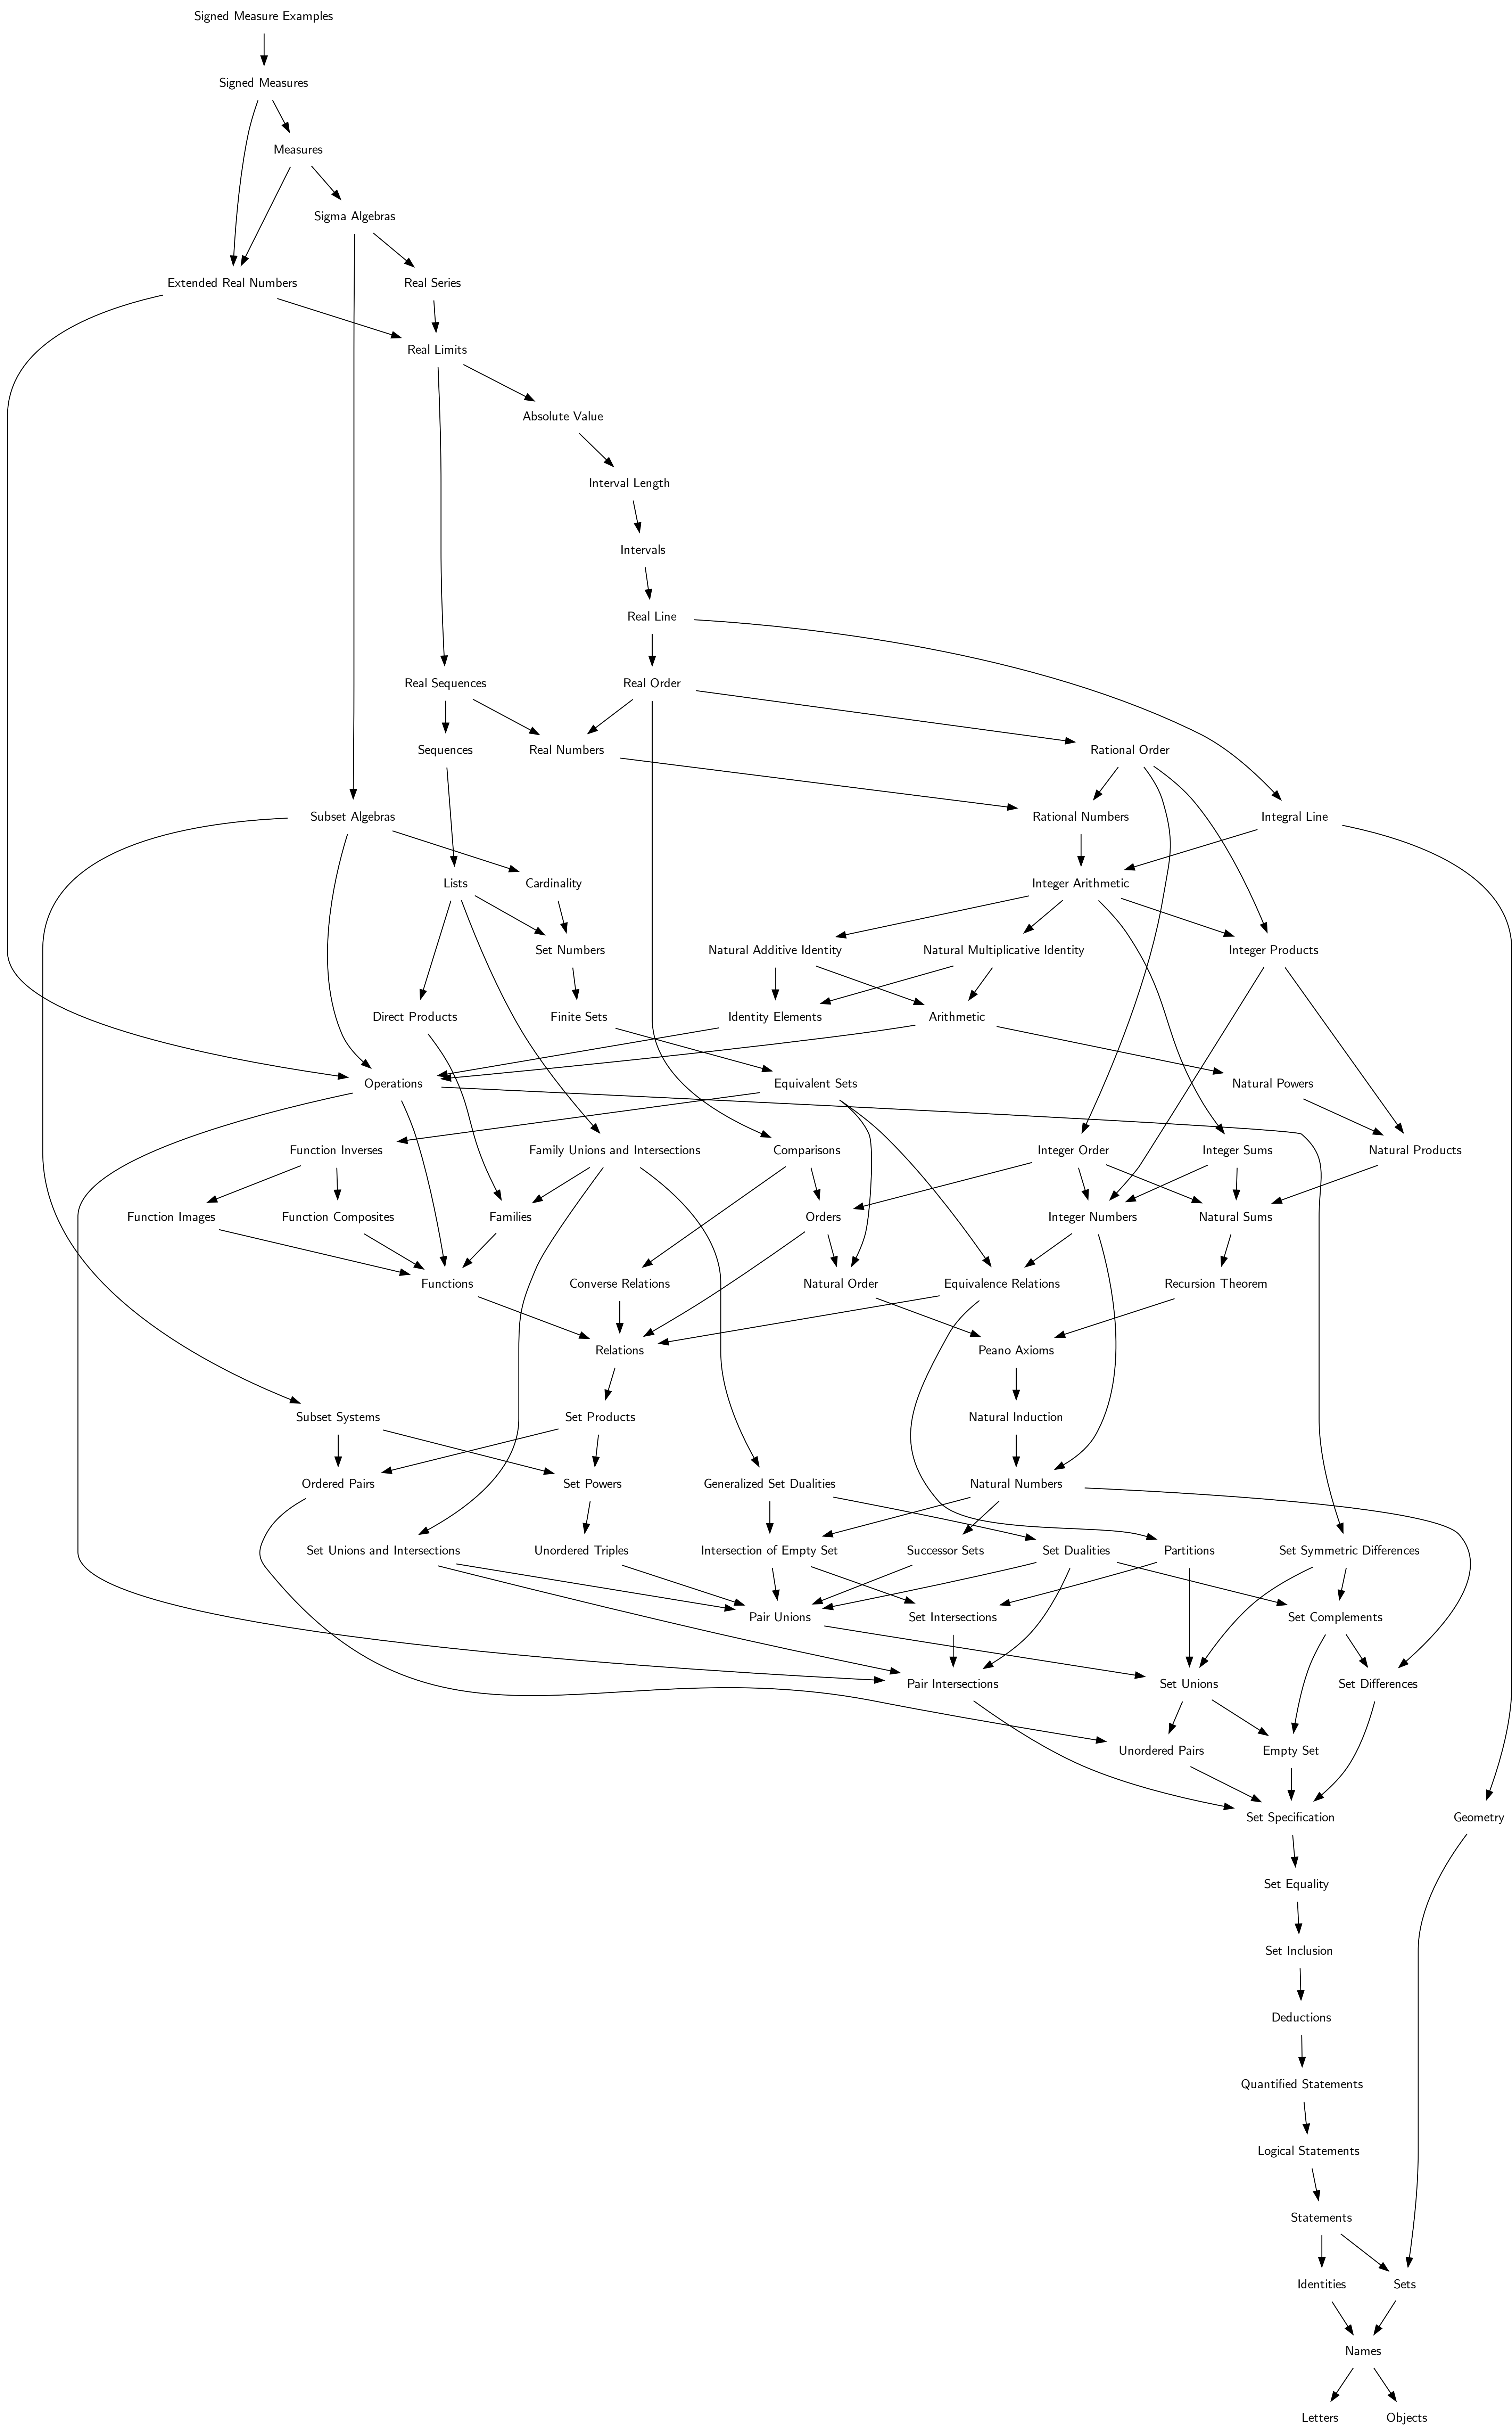 Signed Measure Examples
Signed Measures
Measures
Sigma Algebras
Extended Real Numbers
Real Series
Real Limits
Absolute Value
Interval Length
Intervals
Real Line
Real Sequences
Real Order
Sequences
Real Numbers
Rational Order
Subset Algebras
Rational Numbers
Integral Line
Lists
Cardinality
Integer Arithmetic
Set Numbers
Natural Additive Identity
Natural Multiplicative Identity
Integer Products
Direct Products
Finite Sets
Identity Elements
Arithmetic
Operations
Equivalent Sets
Natural Powers
Function Inverses
Family Unions and Intersections
Comparisons
Integer Order
Integer Sums
Natural Products
Function Images
Function Composites
Families
Orders
Integer Numbers
Natural Sums
Functions
Converse Relations
Natural Order
Equivalence Relations
Recursion Theorem
Relations
Peano Axioms
Subset Systems
Set Products
Natural Induction
Ordered Pairs
Set Powers
Generalized Set Dualities
Natural Numbers
Set Unions and Intersections
Unordered Triples
Intersection of Empty Set
Successor Sets
Set Dualities
Partitions
Set Symmetric Differences
Pair Unions
Set Intersections
Set Complements
Pair Intersections
Set Unions
Set Differences
Unordered Pairs
Empty Set
Set Specification
Geometry
Set Equality
Set Inclusion
Deductions
Quantified Statements
Logical Statements
Statements
Identities
Sets
Names
Letters
Objects